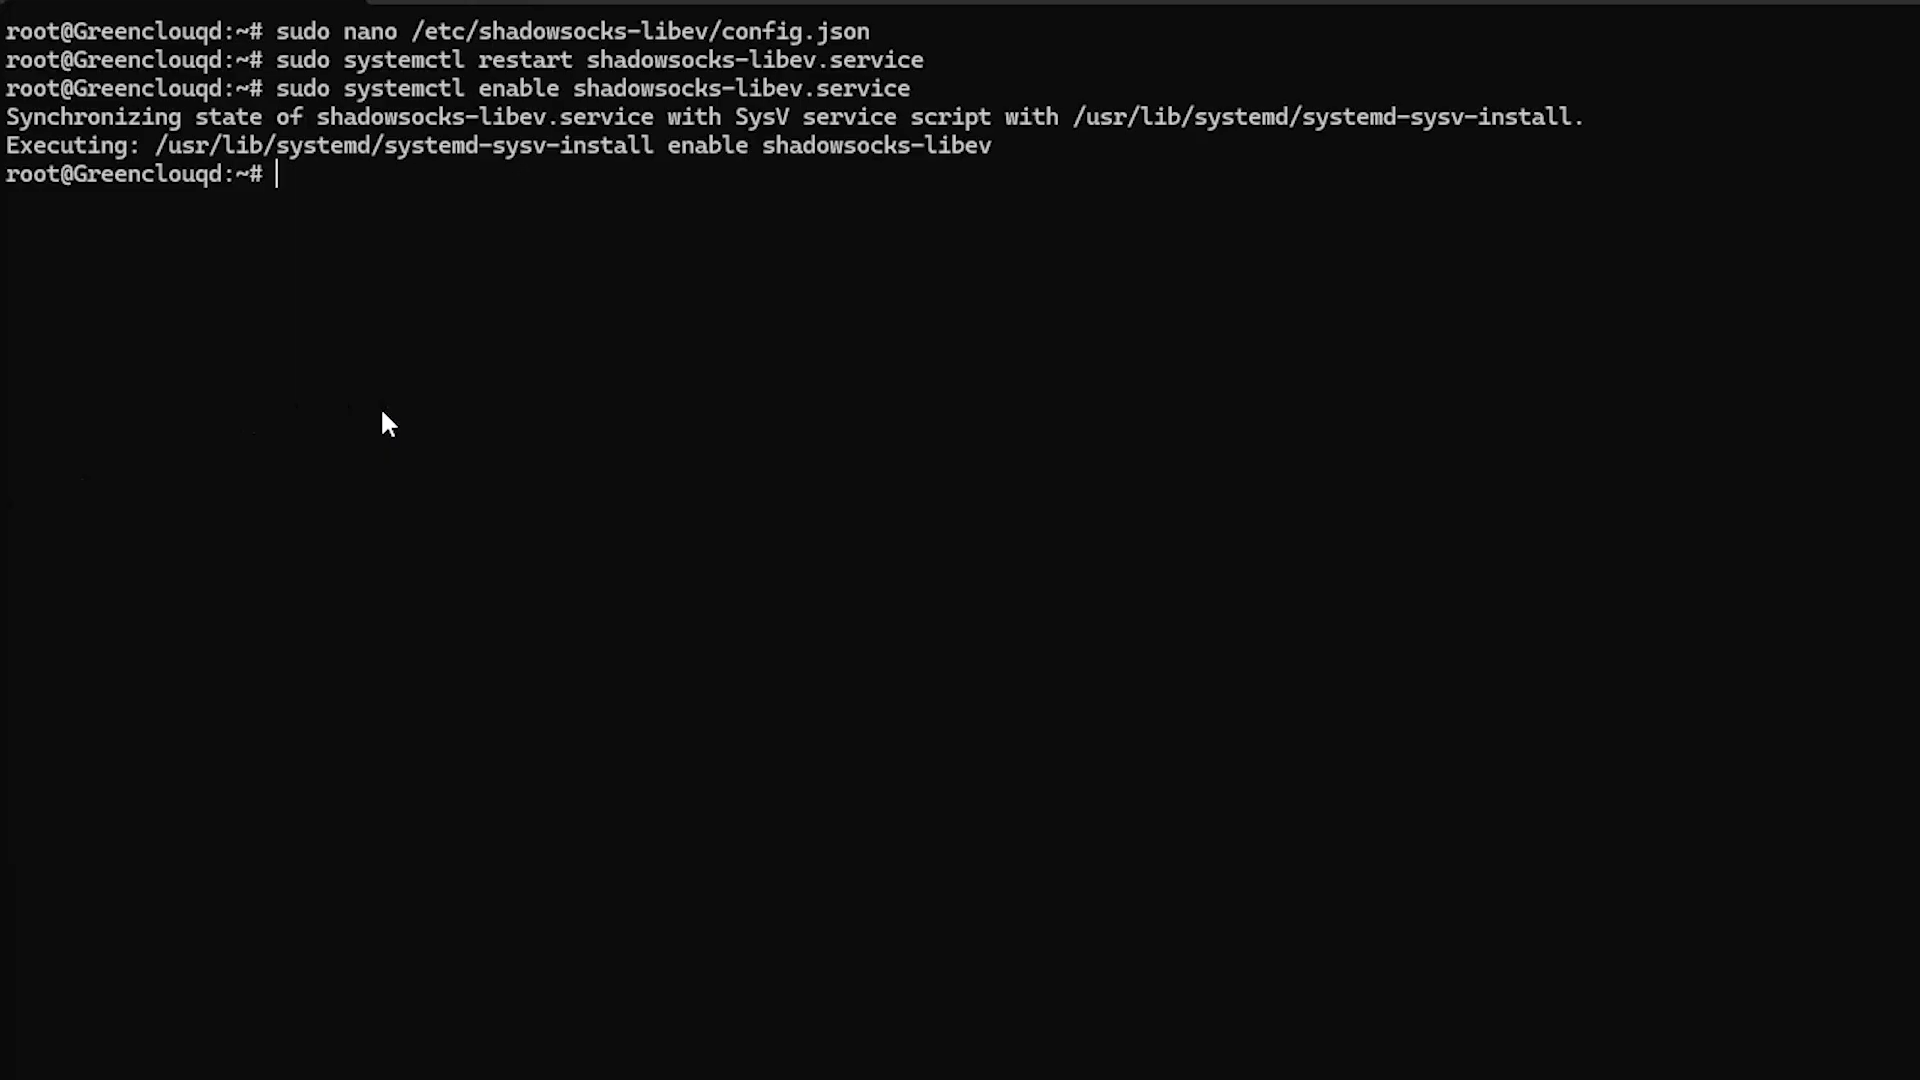 root@Greenclouqd:~# sudo nano /etc/shadowsocks-libev/config.json
root@Greenclouqd:~# sudo systemctl restart shadowsocks-libev.service
root@Greenclouqd:~# sudo systemctl enable shadowsocks-libev.service
Synchronizing state of shadowsocks-libev.service with SysV service script with /usr/lib/systemd/systemd-sysv-install.
Executing: /usr/lib/systemd/systemd-sysv-install enable shadowsocks-libev
root@Greenclouqd:~#